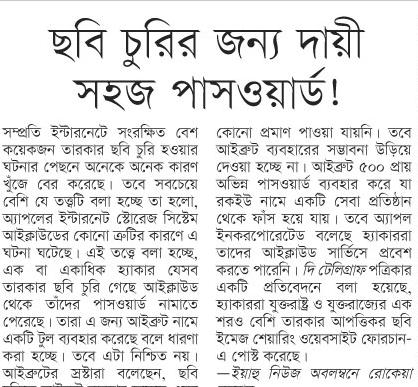 ছবি চুরির জন্য দায়ী
সহজ পাসওয়ার্ড!
সম্প্রতি ইন্টারনেটে সংরক্ষিত বেশ
কয়েকজন তারকার ছবি চুরি হওয়ার
ঘটনার পেছনে অনেকে অনেক কারণ
খুঁজে বের করেছে। তবে সবচেয়ে
বেশি যে তত্ত্বটি বলা হচ্ছে তা হলো,
অ্যাপলের ইন্টারনেট স্টোরেজ সিস্টেম
আইক্লাউডের কোনো ত্রুটির কারণে এ
ঘটনা ঘটেছে। এই তত্ত্বে বলা হচ্ছে,
এক বা একাধিক হ্যাকার যেসব
তারকার ছবি চুরি গেছে আইক্লাউড
থেকে তাঁদের পাসওয়ার্ড নামাতে
পেরেছে। তারা এ জন্য আইব্রুট নামে
একটি টুল ব্যবহার করেছে বলে ধারণা
করা হচ্ছে। তবে এটা নিশ্চিত নয়।
আইব্রুটের স্রষ্টারা বলেছেন, ছবি
কোনো প্রমাণ পাওয়া যায়নি। তবে
আইব্রুট ব্যবহারের সম্ভাবনা উড়িয়ে
দেওয়া হচ্ছে না। আইব্রুট ৫০০ প্রায়
অভিন্ন পাসওয়ার্ড ব্যবহার করে যা
রকইউ নামে একটি সেবা প্রতিষ্ঠান
থেকে ফাঁস হয়ে যায়। তবে অ্যাপল
ইনকরপোরেটেড বলেছে হ্যাকাররা
তাদের আইক্লাউড সার্ভিসে প্রবেশ
করতে পারেনি। দি টেলিগ্রাফ পত্রিকার
একটি প্রতিবেদনে বলা হয়েছে,
হ্যাকাররা যুক্তরাষ্ট্র ও যুক্তরাজ্যের এক
শরও বেশি তারকার আপত্তিকর ছবি
ইমেজ শেয়ারিং ওয়েবসাইট ফোরচান-
এ পোস্ট করেছে।
—ইয়াহু নিউজ অবলম্বনে রোকেয়া